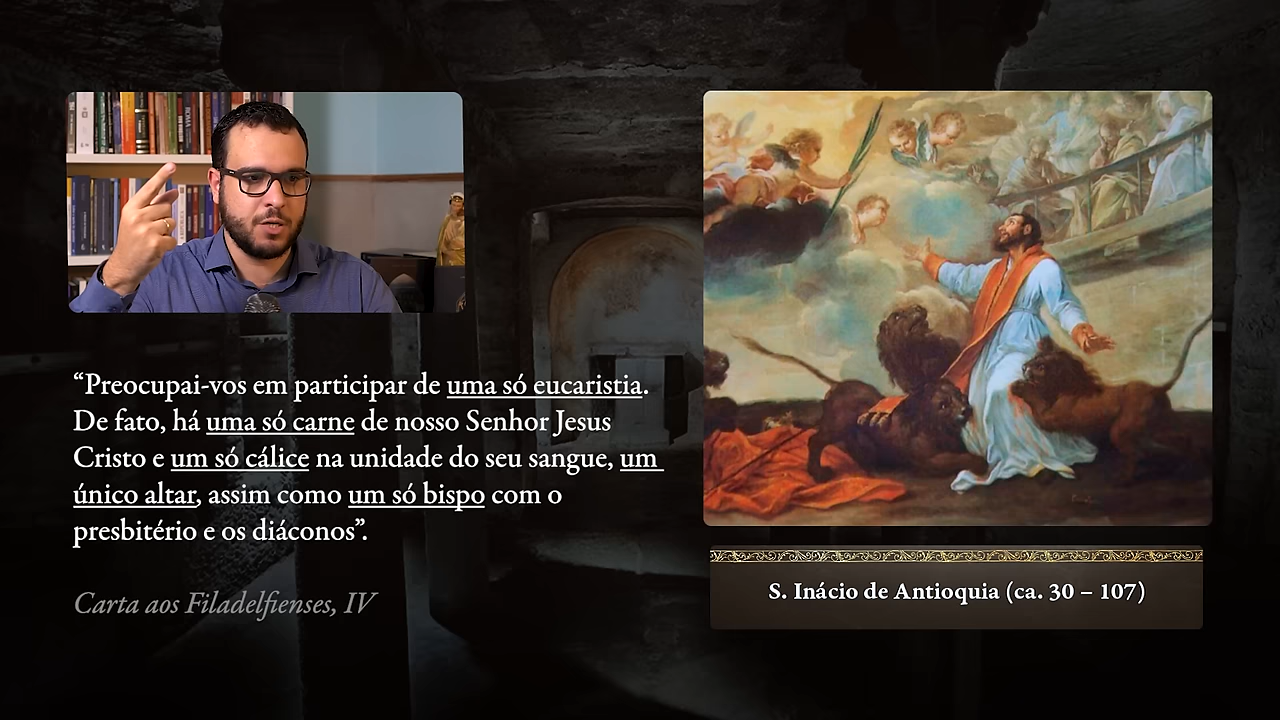 “Preocupai-vos em participar de uma só eucaristia.
De fato, há uma só carne de nosso Senhor Jesus
Cristo e um só cálice na unidade do seu sangue, um
único altar, assim como um só bispo com o
presbitério e os diáconos”.
Carta aos Filadelfienses, IV
S. Inácio de Antioquia (ca. 30 – 107)